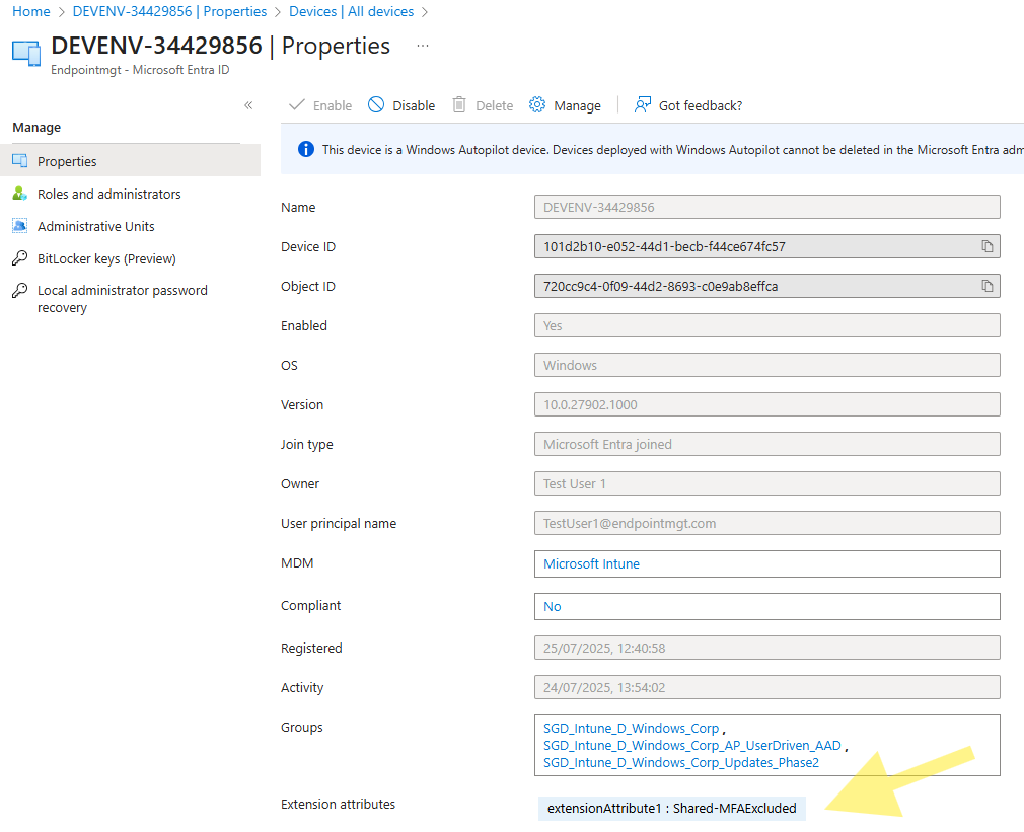 Home > DEVENV-34429856 | Properties > Devices | All devices >
DEVENV-34429856 | Properties ...
Endpointmgt - Microsoft Entra ID
«
Manage
Properties
Roles and administrators
Administrative Units
BitLocker keys (Preview)
Local administrator password
recovery
Enable Disable Delete Manage Got feedback?
This device is a Windows Autopilot device. Devices deployed with Windows Autopilot cannot be deleted in the Microsoft Entra adm
Name DEVENV-34429856
Device ID 101d2b10-e052-44d1-becb-f44ce674fc57
Object ID 720cc9c4-0f09-44d2-8693-c0e9ab8effca
Enabled Yes
OS Windows
Version 10.0.27902.1000
Join type Microsoft Entra joined
Owner Test User 1
User principal name TestUser1@endpointmgt.com
MDM Microsoft Intune
Compliant No
Registered 25/07/2025, 12:40:58
Activity 24/07/2025, 13:54:02
Groups SGD_Intune_D_Windows_Corp ,
SGD_Intune_D_Windows_Corp_AP_UserDriven_AAD ,
SGD_Intune_D_Windows_Corp_Updates_Phase2
Extension attributes extensionAttribute1 : Shared-MFAExcluded